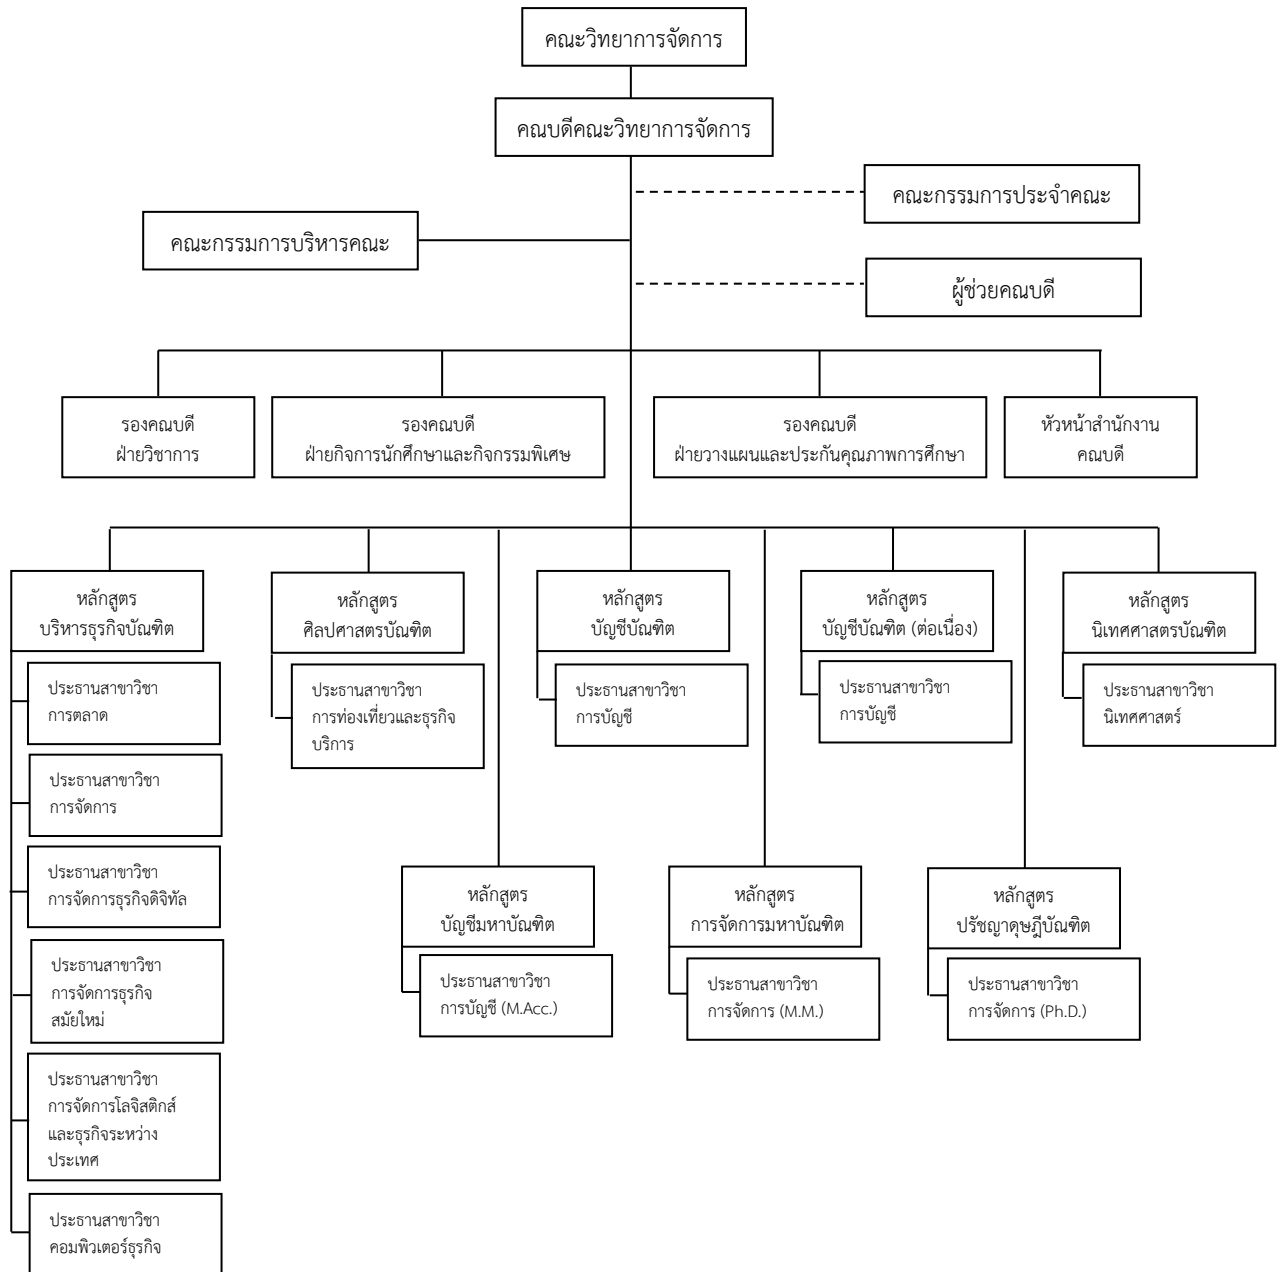 คณะวิทยาการจัดการ
คณบดีคณะวิทยาการจัดการ
คณะกรรมการประจำคณะ
คณะกรรมการบริหารคณะ
ผู้ช่วยคณบดี
รองคณบดี
ฝ่ายวิชาการ
รองคณบดี
ฝ่ายกิจการนักศึกษาและกิจกรรมพิเศษ
รองคณบดี
ฝ่ายวางแผนและประกันคุณภาพการศึกษา
หัวหน้าสำนักงาน
คณบดี
หลักสูตร
บริหารธุรกิจบัณฑิต
ประธานสาขาวิชา
การตลาด
ประธานสาขาวิชา
การจัดการ
ประธานสาขาวิชา
การจัดการธุรกิจดิจิทัล
ประธานสาขาวิชา
การจัดการธุรกิจ
สมัยใหม่
ประธานสาขาวิชา
การจัดการโลจิสติกส์
และธุรกิจระหว่าง
ประเทศ
ประธานสาขาวิชา
คอมพิวเตอร์ธุรกิจ
หลักสูตร
ศิลปศาสตรบัณฑิต
ประธานสาขาวิชา
การท่องเที่ยวและธุรกิจ
บริการ
หลักสูตร
บัญชีบัณฑิต
ประธานสาขาวิชา
การบัญชี
หลักสูตร
บัญชีบัณฑิต (ต่อเนื่อง)
ประธานสาขาวิชา
การบัญชี
หลักสูตร
นิเทศศาสตรบัณฑิต
ประธานสาขาวิชา
นิเทศศาสตร์
หลักสูตร
บัญชีมหาบัณฑิต
ประธานสาขาวิชา
การบัญชี (M.Acc.)
หลักสูตร
การจัดการมหาบัณฑิต
ประธานสาขาวิชา
การจัดการ (M.M.)
หลักสูตร
ปรัชญาดุษฎีบัณฑิต
ประธานสาขาวิชา
การจัดการ (Ph.D.)